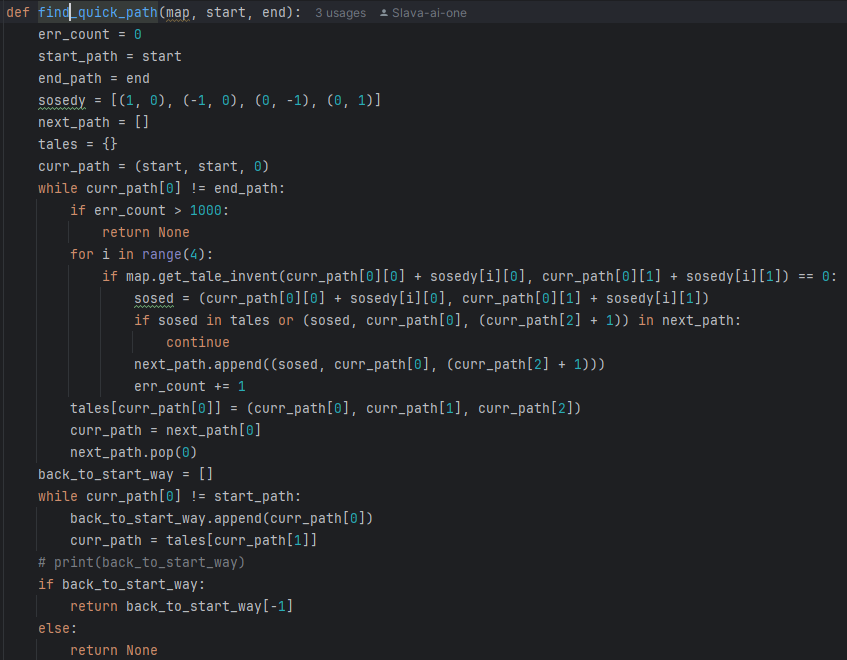 def find_quick_path(map, start, end): 3 usages Slava-ai-one
    err_count = 0
    start_path = start
    end_path = end
    sosedy = [(1, 0), (-1, 0), (0, -1), (0, 1)]
    next_path = []
    tales = {}
    curr_path = (start, start, 0)
    while curr_path[0] != end_path:
        if err_count > 1000:
            return None
        for i in range(4):
            if map.get_tale_invent(curr_path[0][0] + sosedy[i][0], curr_path[0][1] + sosedy[i][1]) == 0:
                sosed = (curr_path[0][0] + sosedy[i][0], curr_path[0][1] + sosedy[i][1])
                if sosed in tales or (sosed, curr_path[0], (curr_path[2] + 1)) in next_path:
                    continue
                next_path.append((sosed, curr_path[0], (curr_path[2] + 1)))
                err_count += 1
        tales[curr_path[0]] = (curr_path[0], curr_path[1], curr_path[2])
        curr_path = next_path[0]
        next_path.pop(0)
    back_to_start_way = []
    while curr_path[0] != start_path:
        back_to_start_way.append(curr_path[0])
        curr_path = tales[curr_path[1]]
    # print(back_to_start_way)
    if back_to_start_way:
        return back_to_start_way[-1]
    else:
        return None